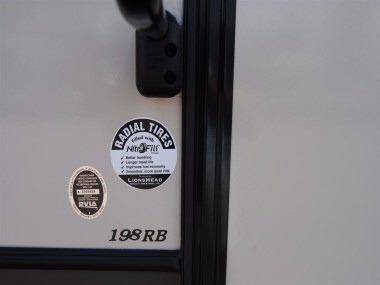 RADIAL TIRES
filled with
NitroFill
✓ Better handling
✓ Longer tread life
✓ Improves fuel economy
✓ Smoother, more quiet ride
LIONSHEAD
RVIA
198RB